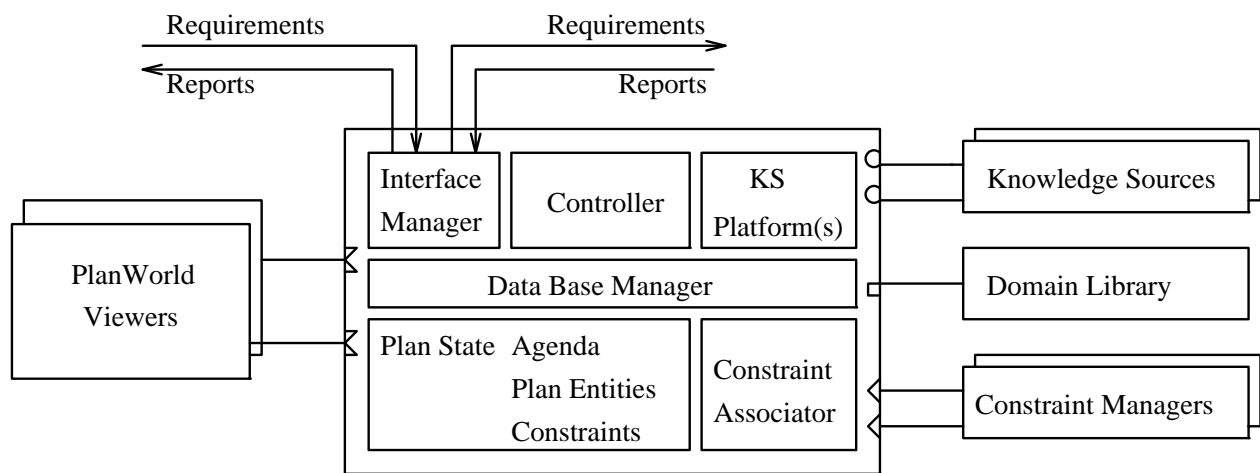 Requirements
Requirements
Reports
Reports
Interface
Manager
Controller
KS
Platform(s)
Knowledge Sources
PlanWorld
Viewers
Data Base Manager
Domain Library
Plan State
Agenda
Plan Entities
Constraints
Constraint
Associator
Constraint Managers